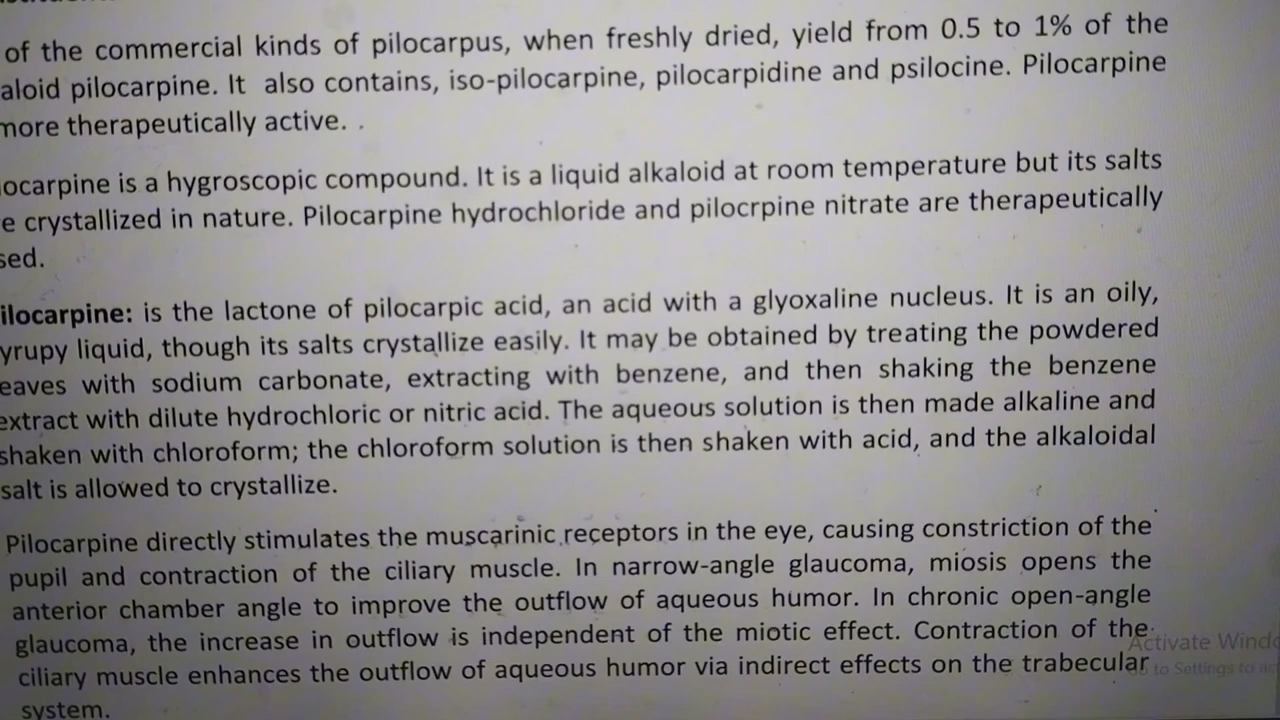 of the commercial kinds of pilocarpus, when freshly dried, yield from 0.5 to 1% of the
aloid pilocarpine. It also contains, iso-pilocarpine, pilocarpidine and psilocine. Pilocarpine
more therapeutically active. .
ocarpine is a hygroscopic compound. It is a liquid alkaloid at room temperature but its salts
e crystallized in nature. Pilocarpine hydrochloride and pilocrpine nitrate are therapeutically
sed.
ilocarpine: is the lactone of pilocarpic acid, an acid with a glyoxaline nucleus. It is an oily,
yrupy liquid, though its salts crystallize easily. It may be obtained by treating the powdered
eaves with sodium carbonate, extracting with benzene, and then shaking the benzene
extract with dilute hydrochloric or nitric acid. The aqueous solution is then made alkaline and
shaken with chloroform; the chloroform solution is then shaken with acid, and the alkaloidal
salt is allowed to crystallize.
Pilocarpine directly stimulates the muscarinic receptors in the eye, causing constriction of the
pupil and contraction of the ciliary muscle. In narrow-angle glaucoma, miosis opens the
anterior chamber angle to improve the outflow of aqueous humor. In chronic open-angle
glaucoma, the increase in outflow is independent of the miotic effect. Contraction of the
ciliary muscle enhances the outflow of aqueous humor via indirect effects on the trabecular
system.
Activate Windo
to Settings to ac